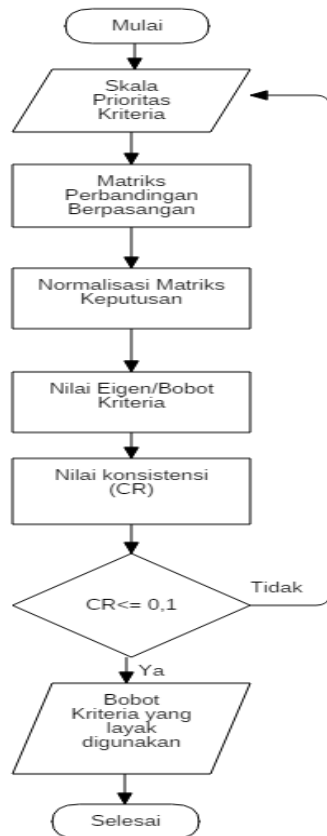 Mulai
Skala
Prioritas
Kriteria
Matriks
Perbandingan
Berpasangan
Normalisasi Matriks
Keputusan
Nilai Eigen/Bobot
Kriteria
Nilai konsistensi
(CR)
CR<= 0,1
Tidak
Ya
Bobot
Kriteria yang
layak
digunakan
Selesai